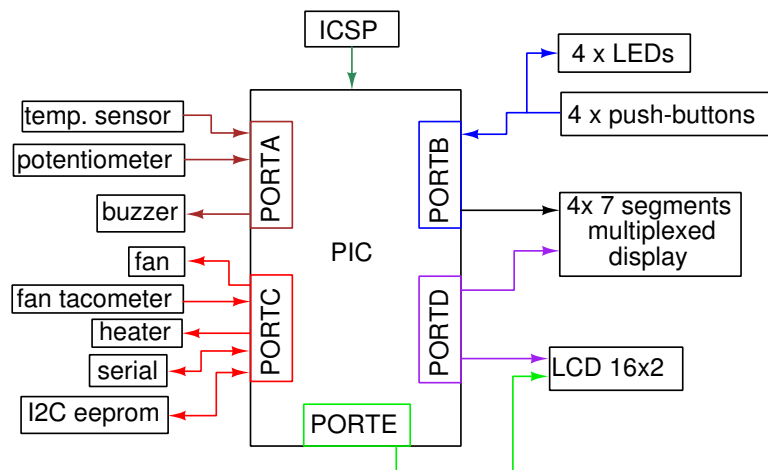 ICSP
4 x LEDs
temp. sensor
4 x push-buttons
potentiometer
PORTA
PORTB
buzzer
4x 7 segments
multiplexed
display
PIC
fan
fan tacometer
PORTC
PORTD
heater
serial
LCD 16x2
I2C eeprom
PORTE